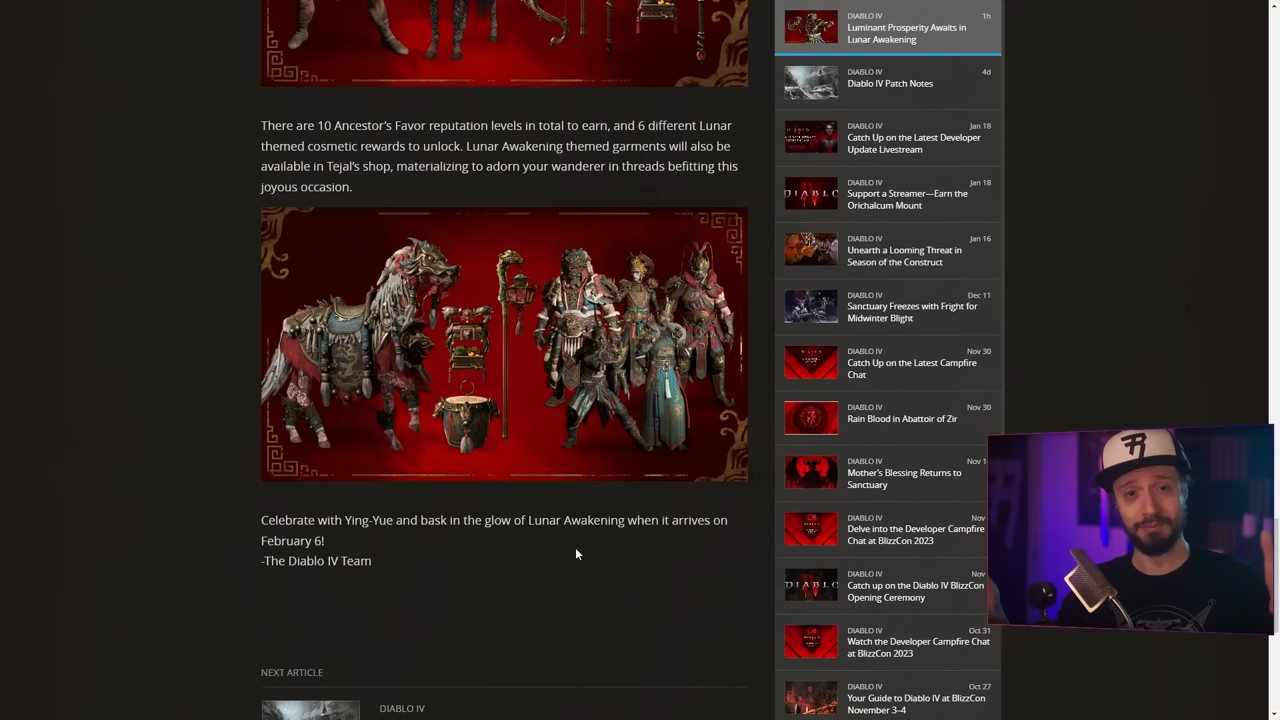 There are 10 Ancestor's Favor reputation levels in total to earn, and 6 different Lunar
themed cosmetic rewards to unlock. Lunar Awakening themed garments will also be
available in Tejal's shop, materializing to adorn your wanderer in threads befitting this
joyous occasion.
Celebrate with Ying-Yue and bask in the glow of Lunar Awakening when it arrives on
February 6!
-The Diablo IV Team
NEXT ARTICLE
DIABLO IV
DIABLO IV 1h
Luminant Prosperity Awaits in
Lunar Awakening
DIABLO IV 4d
Diablo IV Patch Notes
DIABLO IV Jan 18
Catch Up on the Latest Developer
Update Livestream
DIABLO IV Jan 18
Support a Streamer—Earn the
Orichalcum Mount
DIABLO IV Jan 16
Unearth a Looming Threat in
Season of the Construct
DIABLO IV Dec 11
Sanctuary Freezes with Fright for
Midwinter Blight
DIABLO IV Nov 30
Catch Up on the Latest Campfire
Chat
DIABLO IV Nov 30
Rain Blood in Abattoir of Zir
DIABLO IV Nov 1
Mother's Blessing Returns to
Sanctuary
DIABLO IV Nov
Delve into the Developer Campfire
Chat at BlizzCon 2023
DIABLO IV Nov
Catch up on the Diablo IV BlizzCon
Opening Ceremony
DIABLO IV Oct 31
Watch the Developer Campfire Chat
at BlizzCon 2023
DIABLO IV Oct 27
Your Guide to Diablo IV at BlizzCon
November 3–4